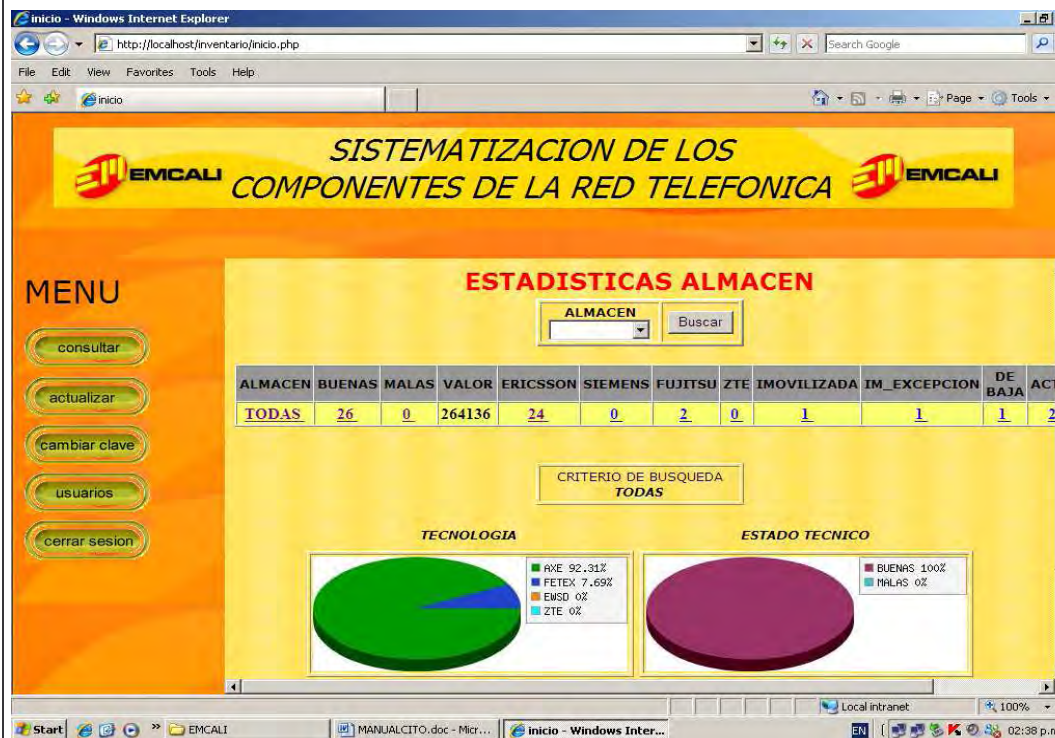 inicio - Windows Internet Explorer
http://localhost/inventario/inicio.php
Search Google
File Edit View Favorites Tools Help
inicio
Page Tools
EMCALI
SISTEMATIZACION DE LOS
COMPONENTES DE LA RED TELEFONICA
EMCALI
MENU
consultar
actualizar
cambiar clave
usuarios
cerrar sesion
ESTADISTICAS ALMACEN
ALMACEN
Buscar
ALMACEN BUENAS MALAS VALOR ERICSSON SIEMENS FUJITSU ZTE IMOVILIZADA IM_EXCEPCION DE BAJA ACT
TODAS 26 0 264136 24 0 2 0 1 1 1 2
CRITERIO DE BUSQUEDA
TODAS
TECNOLOGIA
AXE 92.31%
FETEX 7.69%
EWSD 0%
ZTE 0%
ESTADO TECNICO
BUENAS 100%
MALAS 0%
Local intranet 100%
Start EMCALI MANUALCITO.doc - Micr... inicio - Windows Inter... EN 02:38 p.m